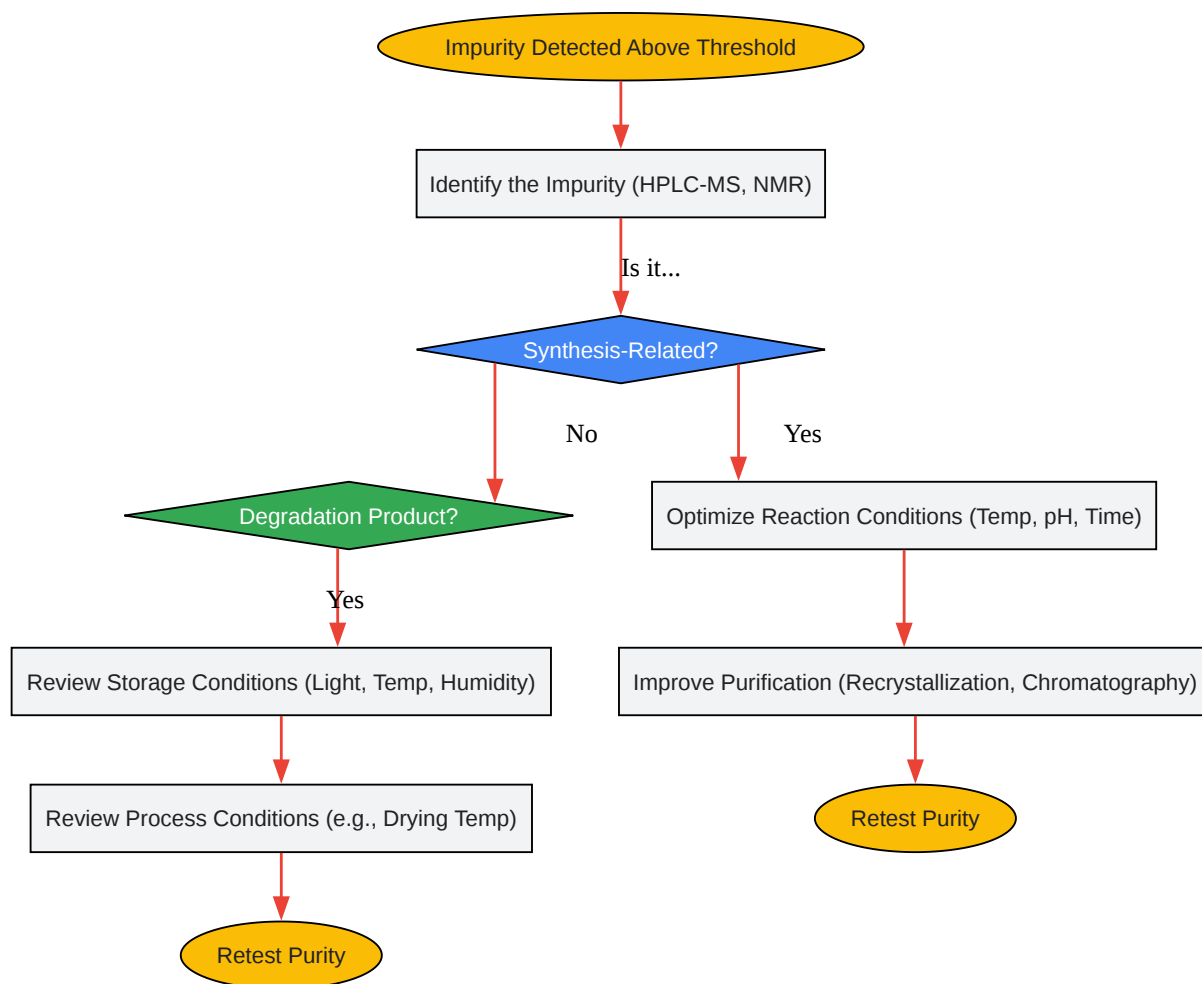 Impurity Detected Above Threshold
Identify the Impurity (HPLC-MS, NMR)
Is it...
Synthesis-Related?
No
Yes
Degradation Product?
Optimize Reaction Conditions (Temp, pH, Time)
Yes
Review Storage Conditions (Light, Temp, Humidity)
Improve Purification (Recrystallization, Chromatography)
Review Process Conditions (e.g., Drying Temp)
Retest Purity
Retest Purity